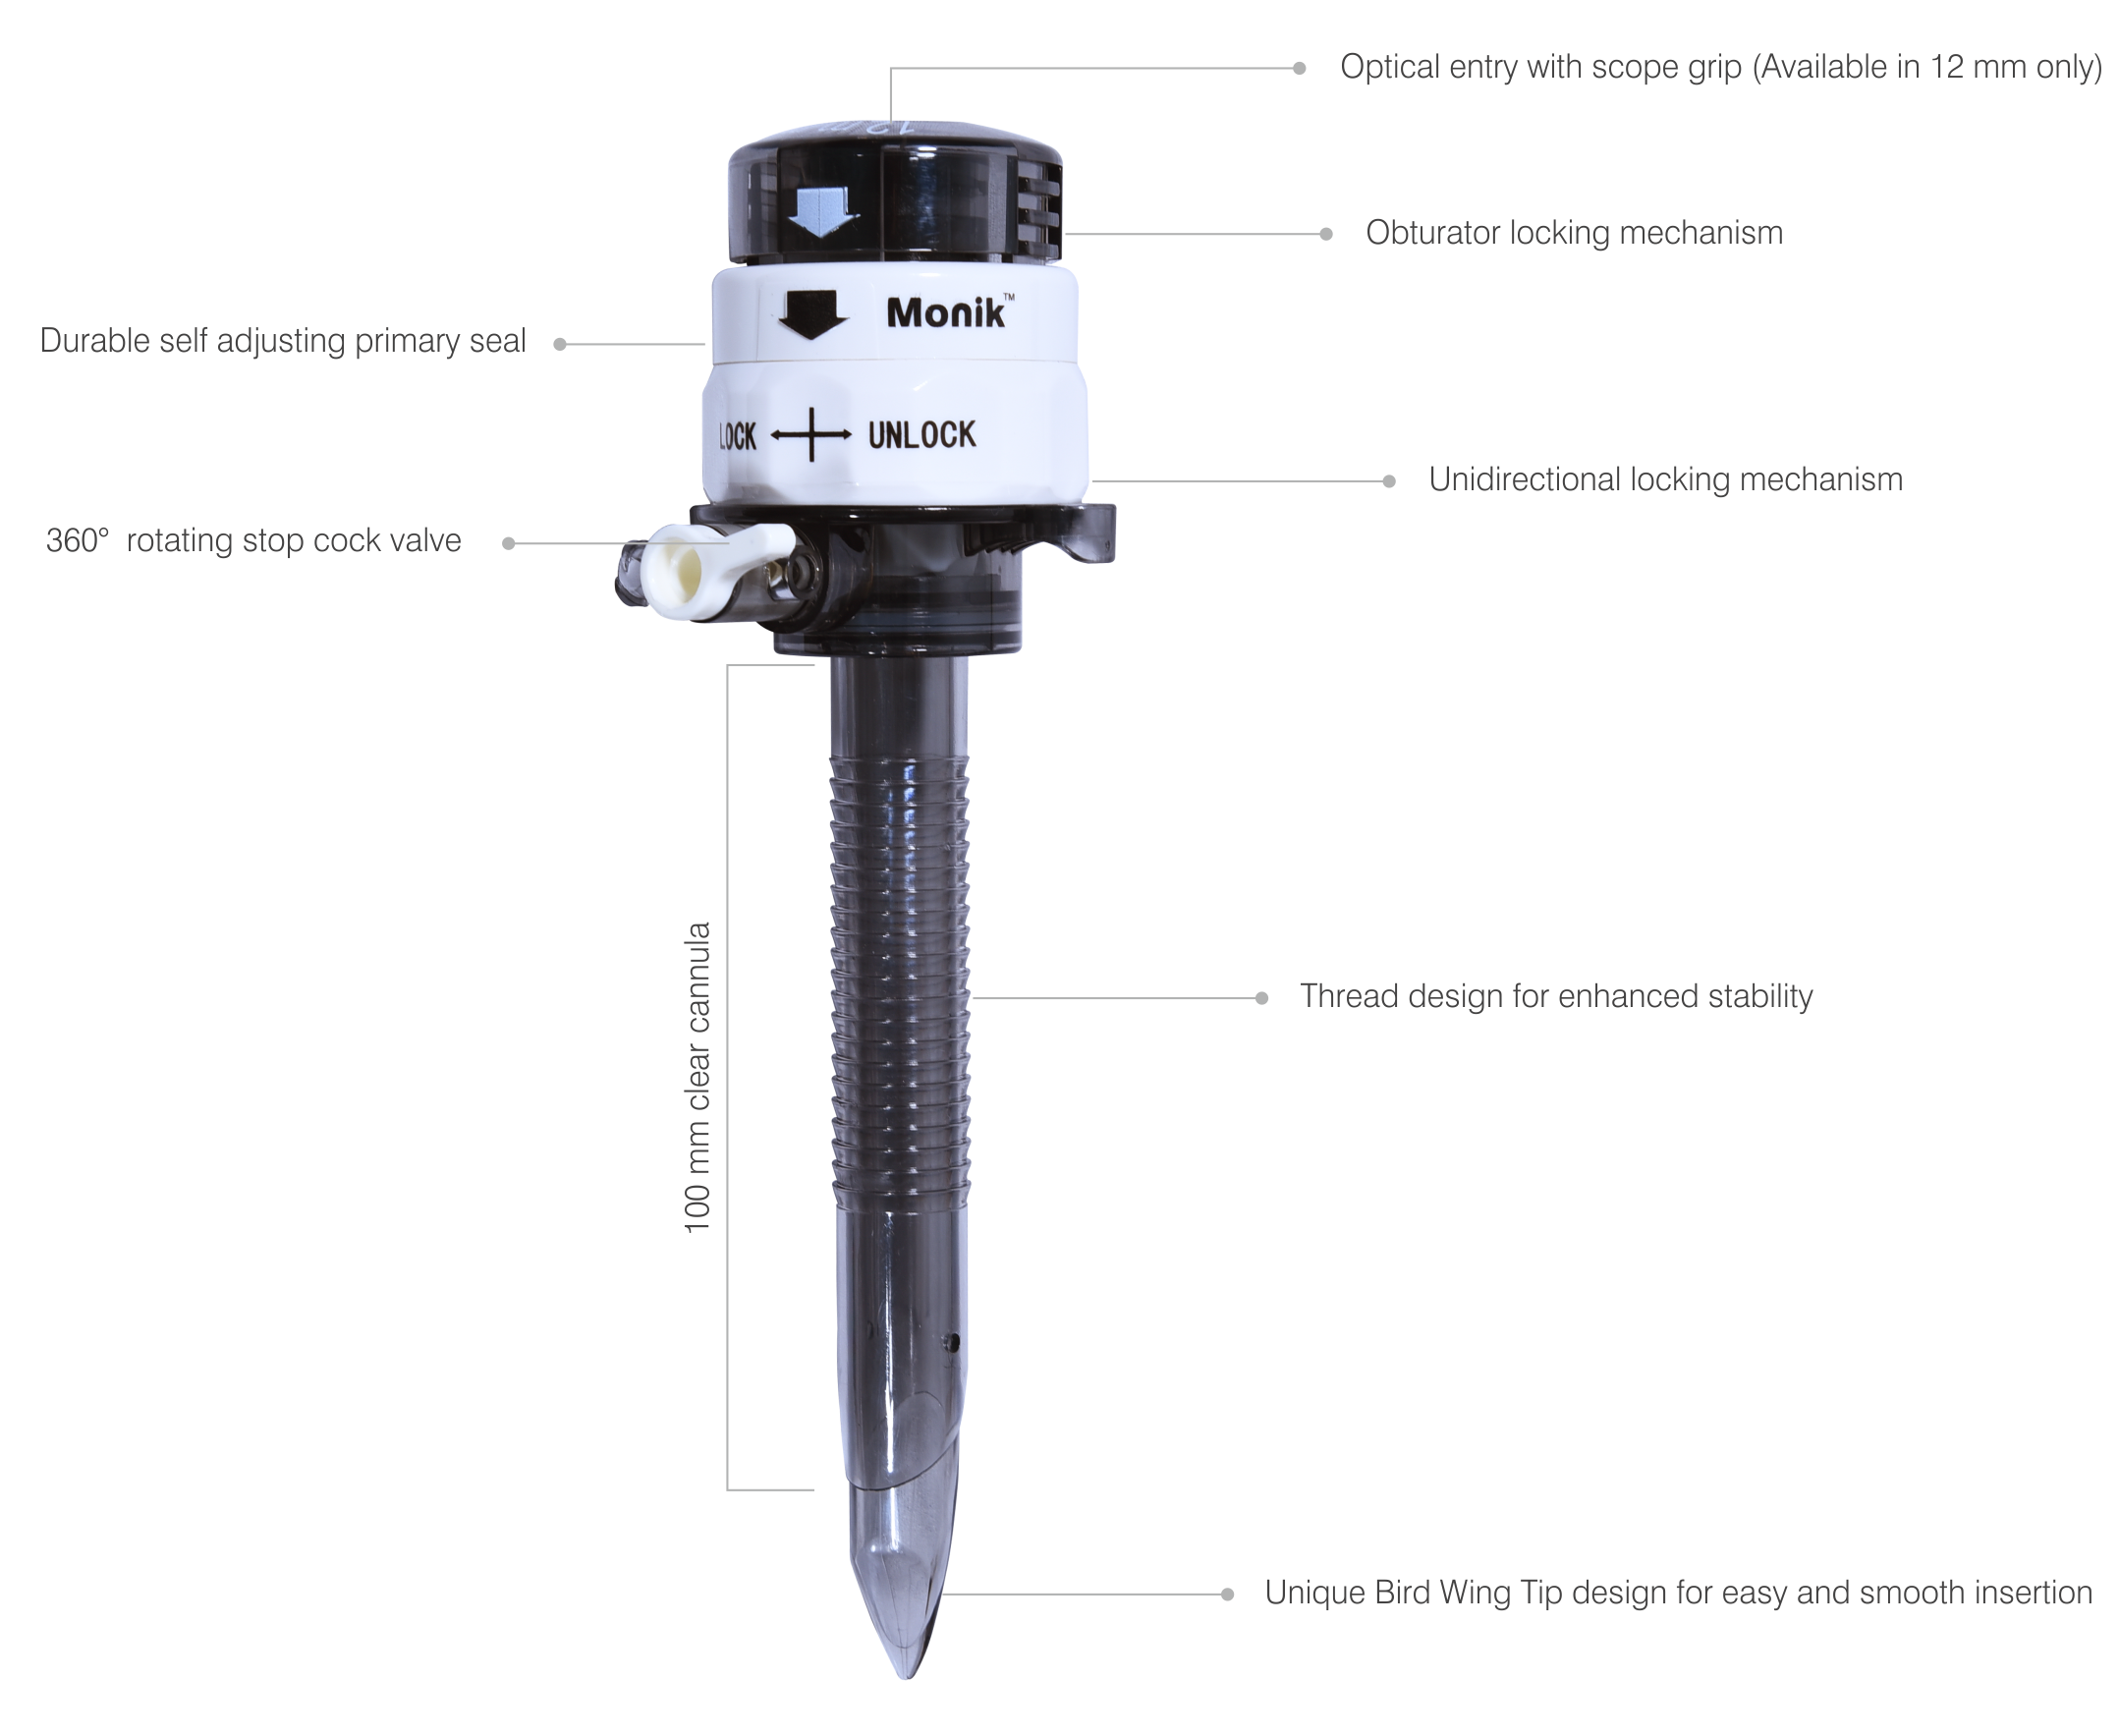 Optical entry with scope grip (Available in 12 mm only)
Obturator locking mechanism
Monik™
Durable self adjusting primary seal
LOCK UNLOCK
Unidirectional locking mechanism
360° rotating stop cock valve
100 mm clear cannula
Thread design for enhanced stability
Unique Bird Wing Tip design for easy and smooth insertion